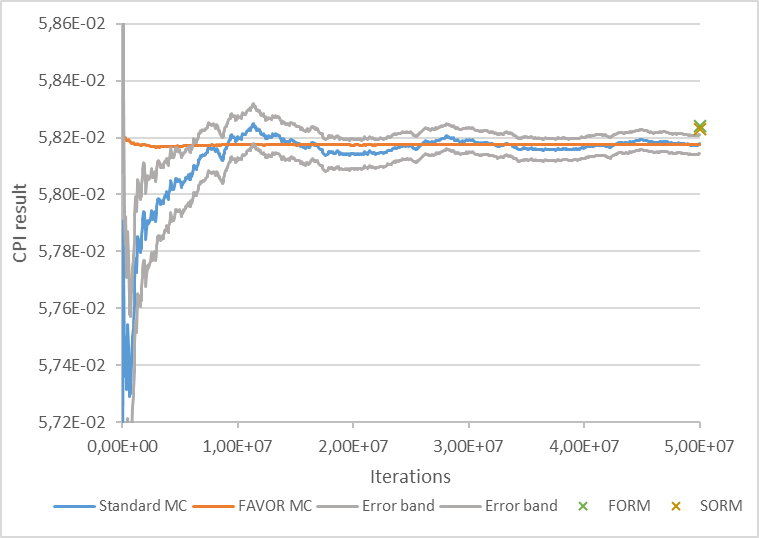 5,86E-02
5,84E-02
5,82E-02
5,80E-02
5,78E-02
5,76E-02
5,74E-02
5,72E-02
CPI result
0,00E+00 1,00E+07 2,00E+07 3,00E+07 4,00E+07 5,00E+07
Iterations
Standard MC FAVOR MC Error band Error band FORM SORM